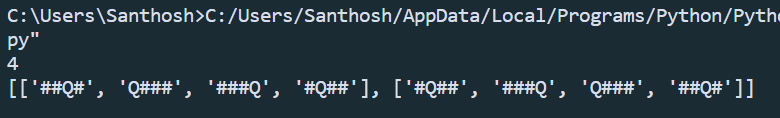 C:\Users\Santhosh>C:/Users/Santhosh/AppData/Local/Programs/Python/Pytho
py"
4
[['##Q#', 'Q###', '###Q', '#Q##'], ['#Q##', '###Q', 'Q###', '##Q#']]